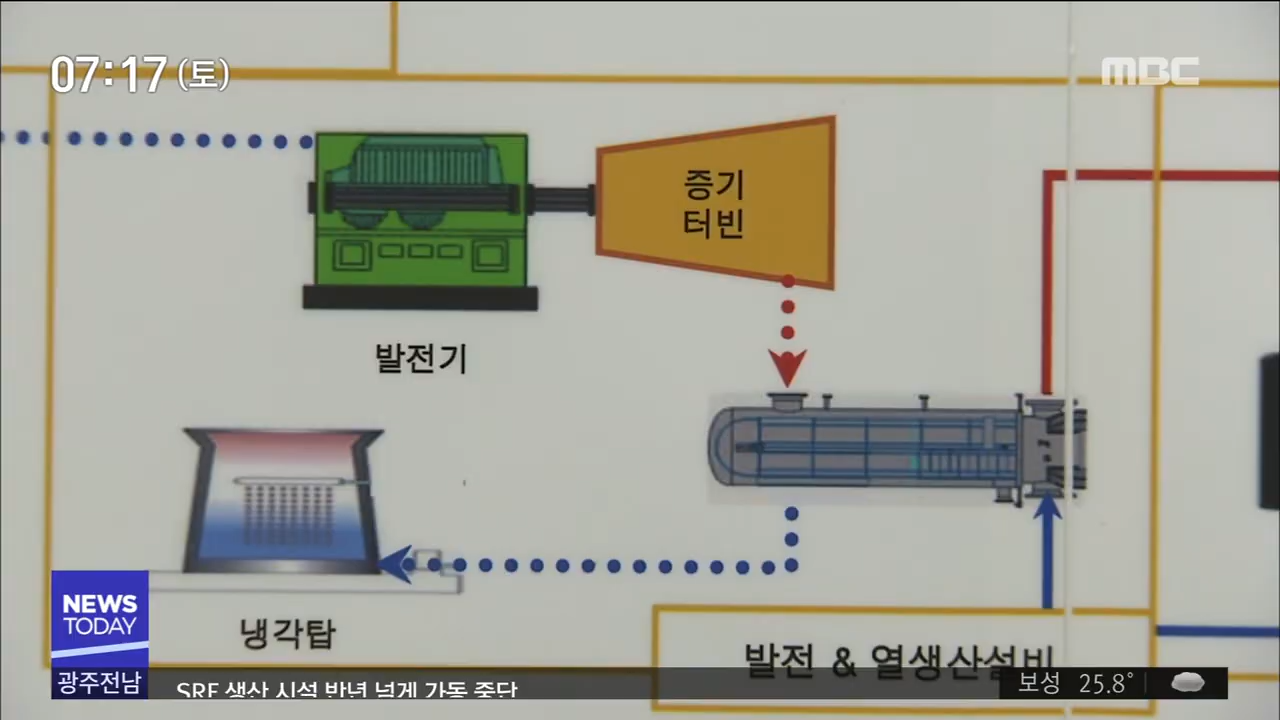 07:17 (토)
MBC
증기
터빈
발전기
냉각탑
발전 & 열생산설비
NEWS
TODAY
광주전남
SRF 생산 시설 반년 넘게 가동 중단
보성 25.8°